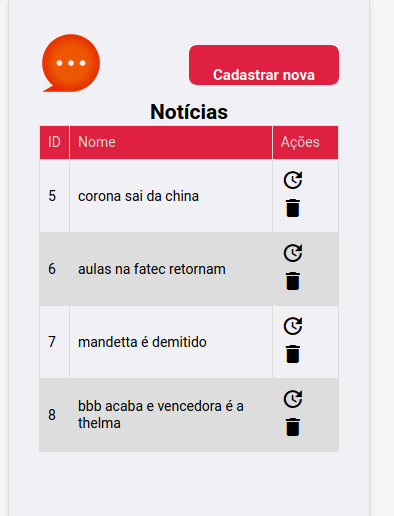 Cadastrar nova
Notícias
ID Nome Ações
5 corona sai da china
6 aulas na fatec retornam
7 mandetta é demitido
8 bbb acaba e vencedora é a
thelma